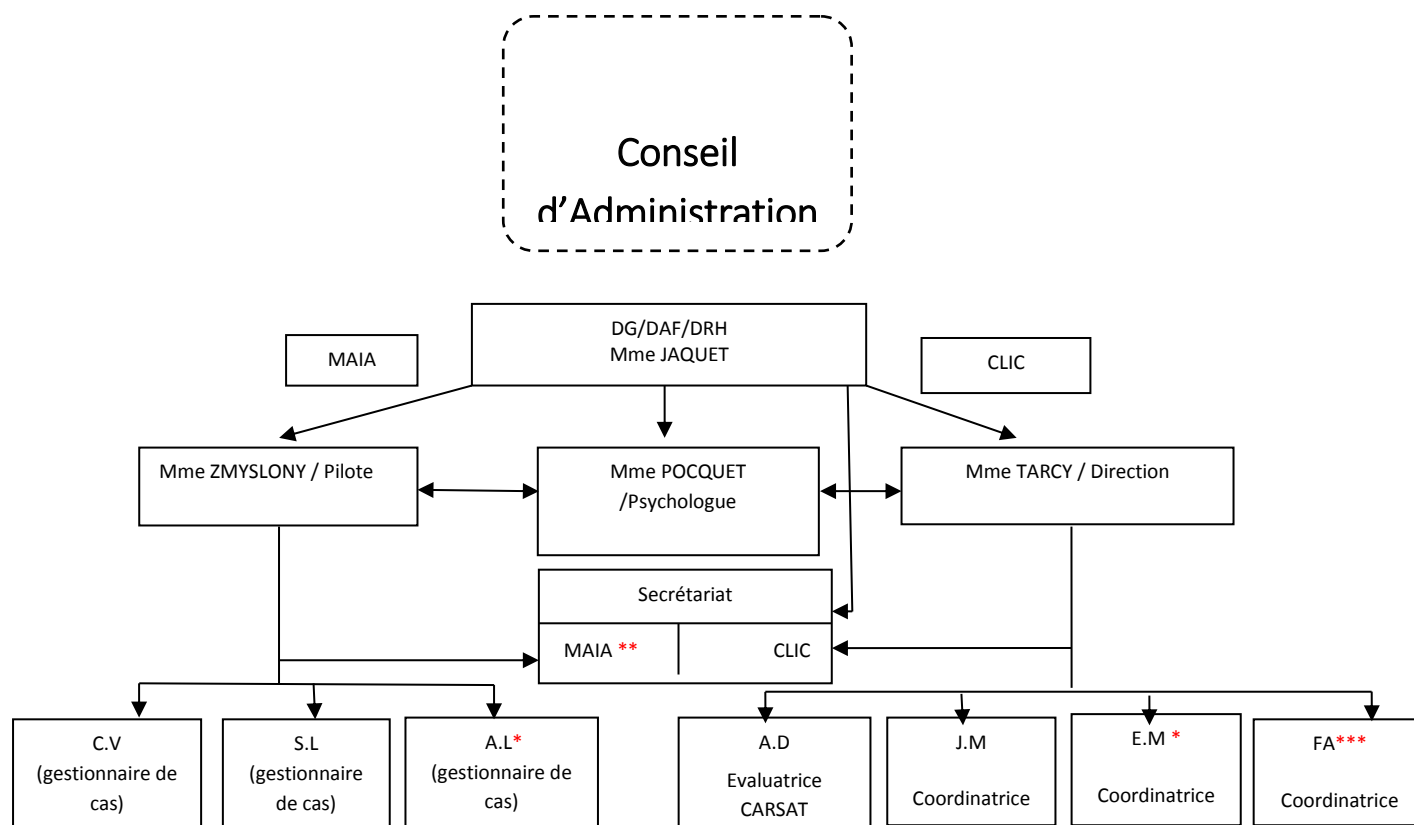 Conseil
d'Administration
DG/DAF/DRH
Mme JAQUET
MAIA
CLIC
Mme ZMYSLONY / Pilote
Mme POCQUET
/Psychologue
Mme TARCY / Direction
Secrétariat
MAIA **
CLIC
C.V
(gestionnaire de
cas)
S.L
(gestionnaire
de cas)
A.L*
(gestionnaire de
cas)
A.D
Evaluatrice
CARSAT
J.M
Coordinatrice
E.M *
Coordinatrice
FA***
Coordinatrice